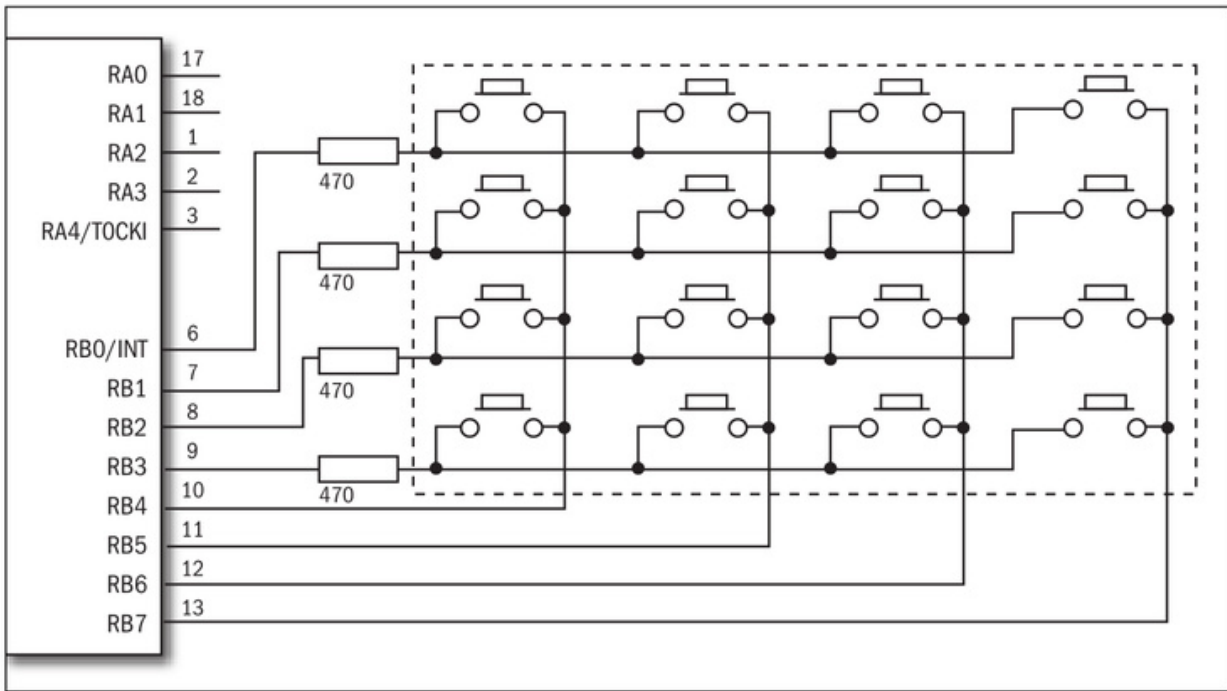 RA0 17
RA1 18
RA2 1
RA3 2
RA4/T0CKI 3
RB0/INT 6
RB1 7
RB2 8
RB3 9
RB4 10
RB5 11
RB6 12
RB7 13
470
470
470
470